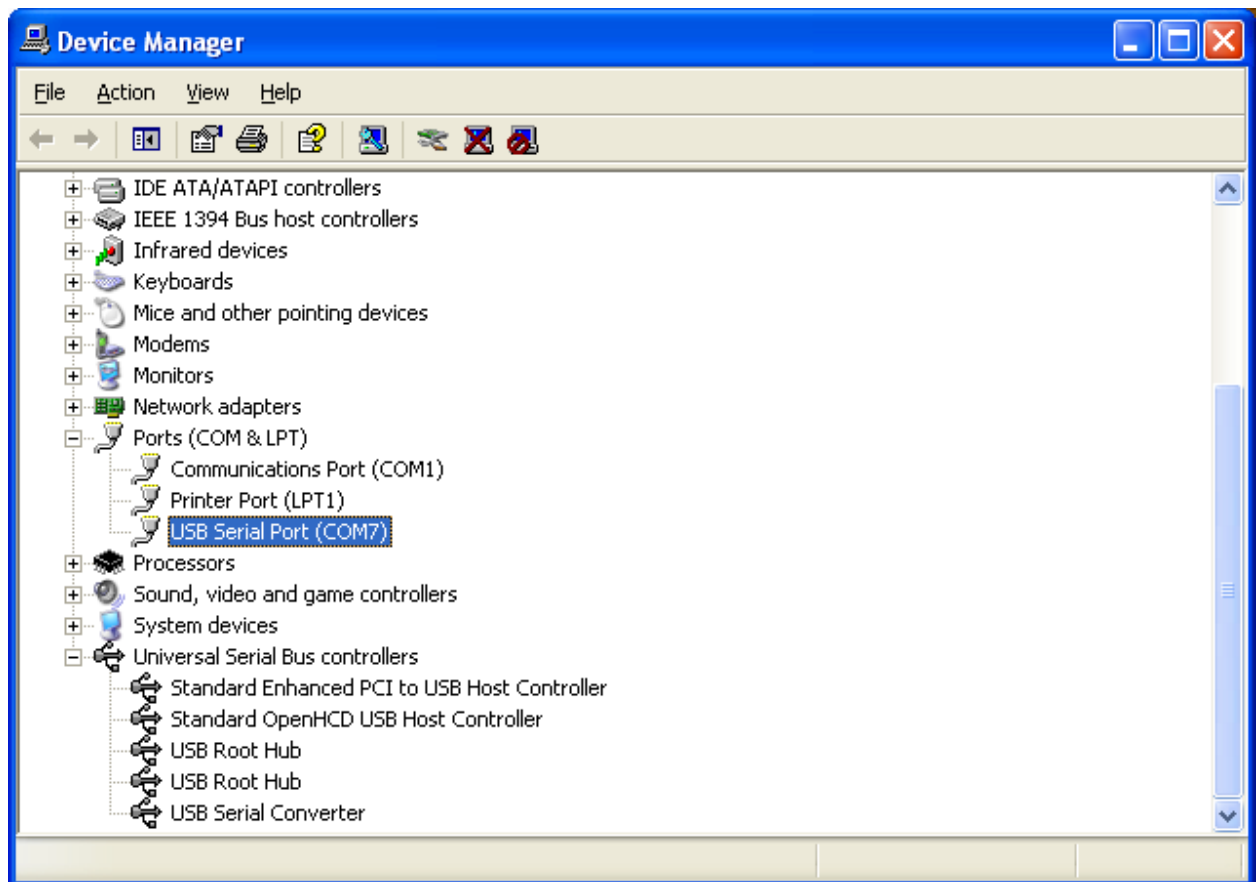 Device Manager
File Action View Help
IDE ATA/ATAPI controllers
IEEE 1394 Bus host controllers
Infrared devices
Keyboards
Mice and other pointing devices
Modems
Monitors
Network adapters
Ports (COM & LPT)
Communications Port (COM1)
Printer Port (LPT1)
USB Serial Port (COM7)
Processors
Sound, video and game controllers
System devices
Universal Serial Bus controllers
Standard Enhanced PCI to USB Host Controller
Standard OpenHCD USB Host Controller
USB Root Hub
USB Root Hub
USB Serial Converter